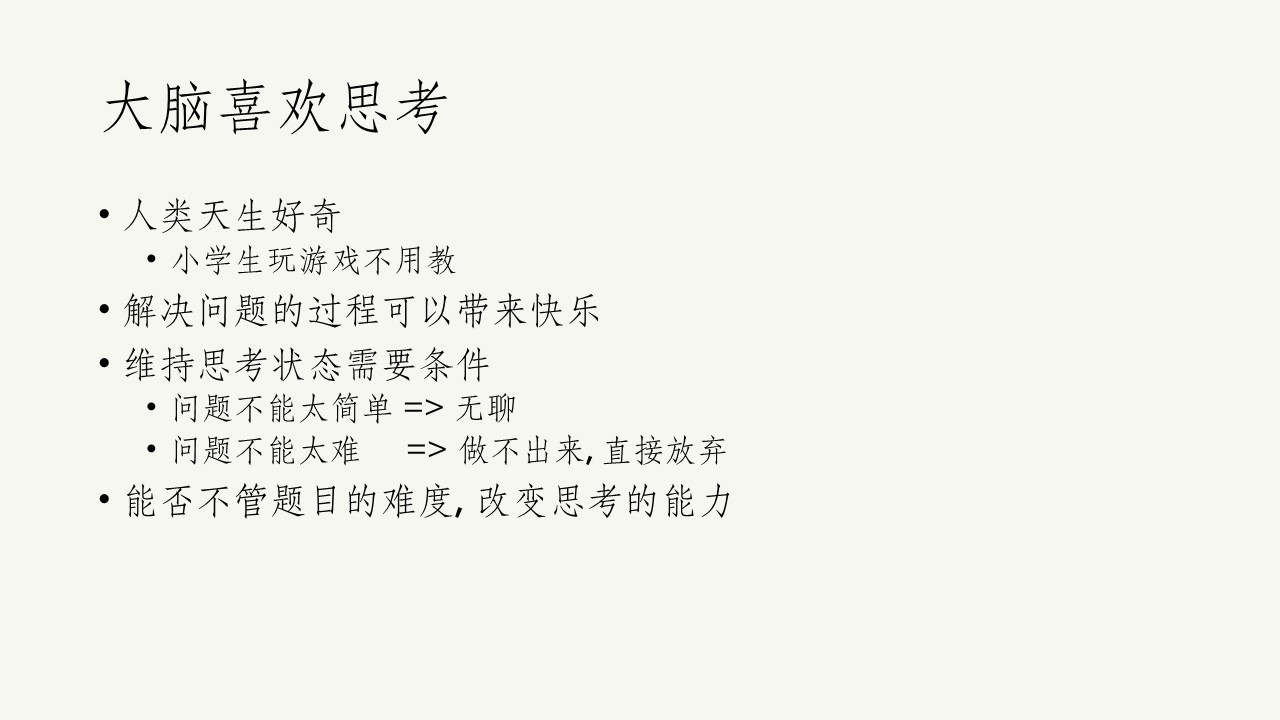 大脑喜欢思考
• 人类天生好奇
• 小学生玩游戏不用教
• 解决问题的过程可以带来快乐
• 维持思考状态需要条件
• 问题不能太简单 => 无聊
• 问题不能太难 => 做不出来, 直接放弃
• 能否不管题目的难度, 改变思考的能力